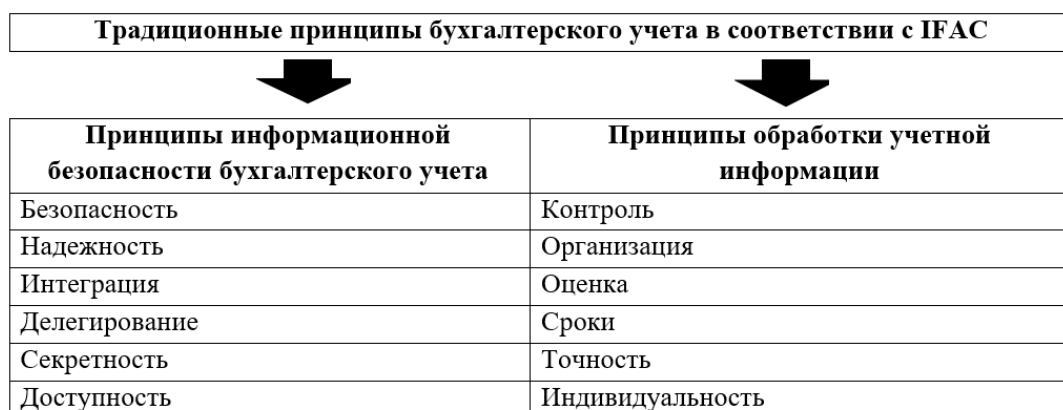 Традиционные принципы бухгалтерского учета в соответствии с IFAC
Принципы информационной
безопасности бухгалтерского учета
Принципы обработки учетной
информации
Безопасность
Контроль
Надежность
Организация
Интеграция
Оценка
Делегирование
Сроки
Секретность
Точность
Доступность
Индивидуальность